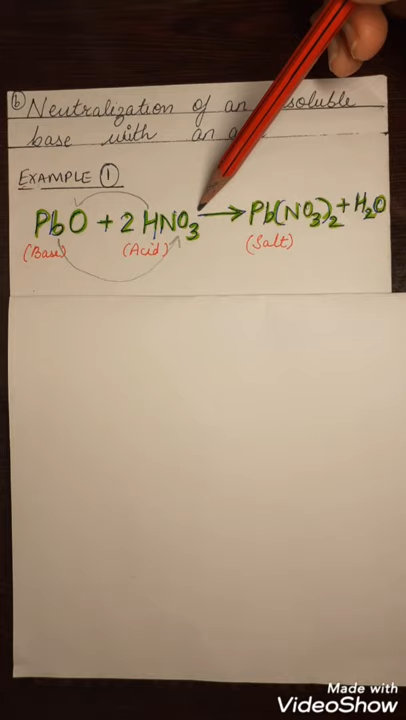 (b) Neutralization of an soluble
base with an a
EXAMPLE (1)
PbO + 2 HNO₃ → Pb(NO₃)₂ + H₂O
(Base) (Acid) (Salt)
Made with
VideoShow